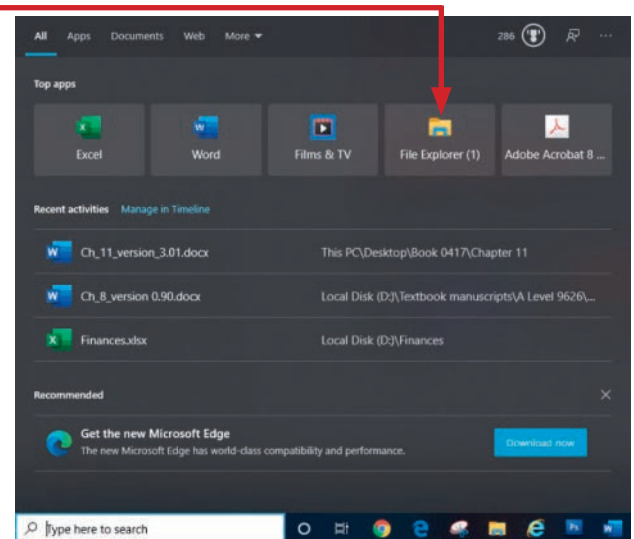 All Apps Documents Web More 286
Top apps
Excel Word Films & TV File Explorer (1) Adobe Acrobat 8 ...
Recent activities Manage in Timeline
Ch_11_version_3.01.docx This PC\Desktop\Book 0417\Chapter 11
Ch_8_version 0.90.docx Local Disk (D:)\Textbook manuscripts\A Level 9626\...
Finances.xlsx Local Disk (D:)\Finances
Recommended
Get the new Microsoft Edge
The new Microsoft Edge has world-class compatibility and performance.
Download now
Type here to search